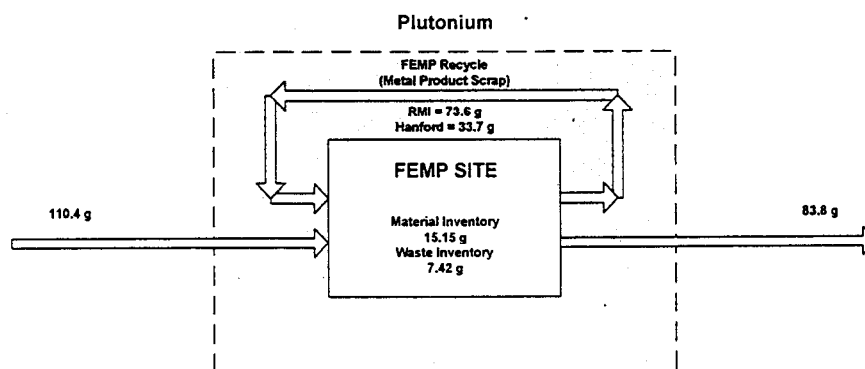 Plutonium
FEMP Recycle
(Metal Product Scrap)
RMI = 73.6 g
Hanford = 33.7 g
FEMP SITE
110.4 g
83.8 g
Material Inventory
15.15 g
Waste Inventory
7.42 g